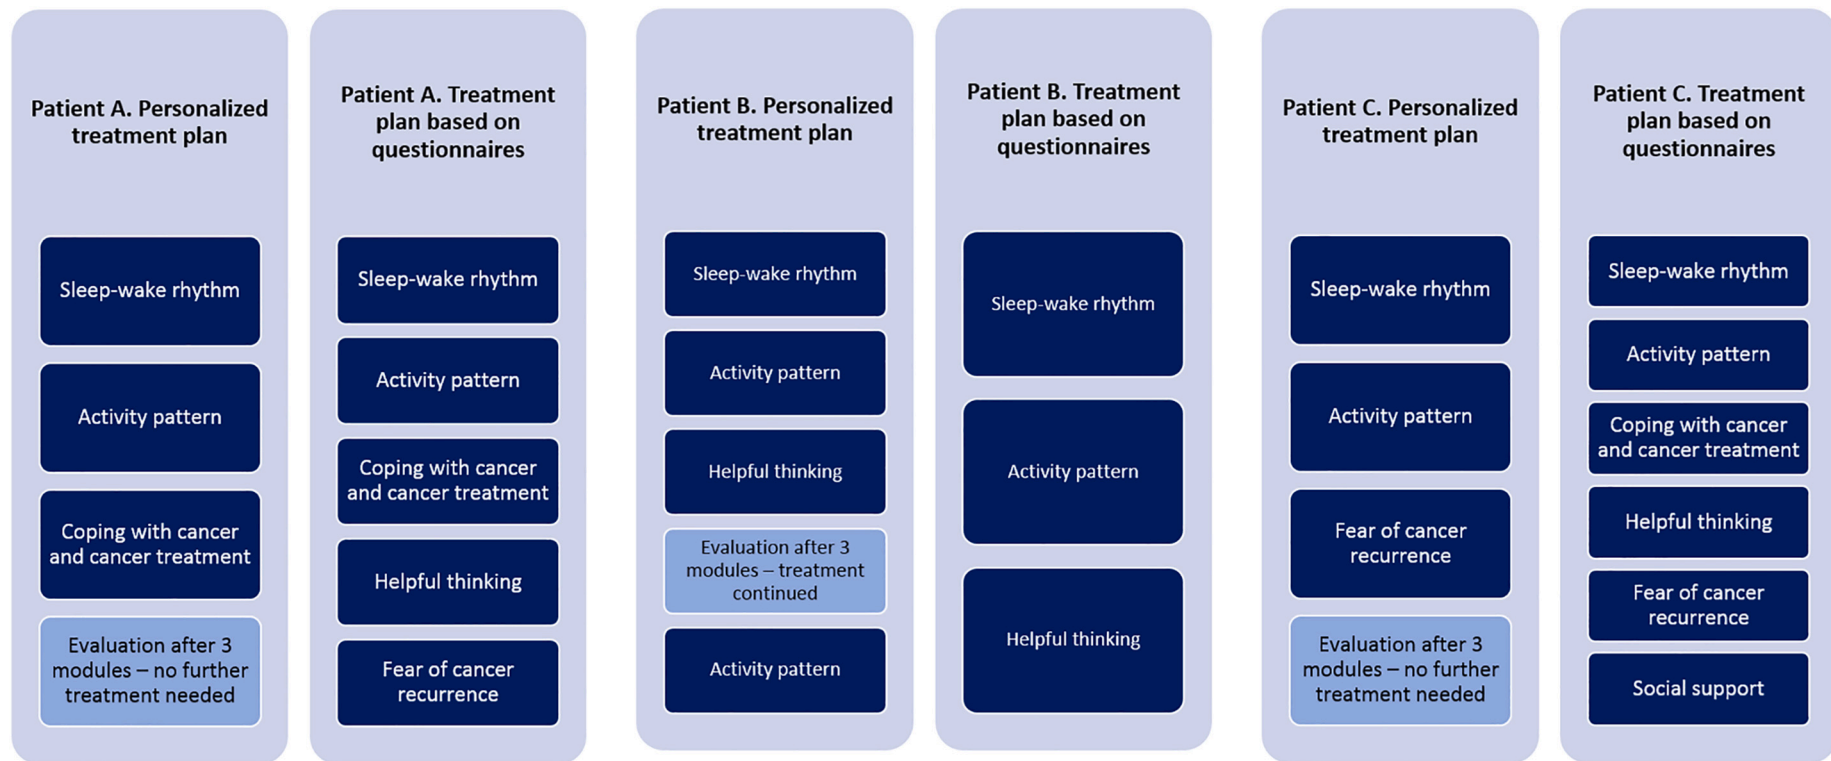 Patient A. Personalized
treatment plan
Sleep-wake rhythm
Activity pattern
Coping with cancer
and cancer treatment
Evaluation after 3
modules – no further
treatment needed
Patient A. Treatment
plan based on
questionnaires
Sleep-wake rhythm
Activity pattern
Coping with cancer
and cancer treatment
Helpful thinking
Fear of cancer
recurrence
Patient B. Personalized
treatment plan
Sleep-wake rhythm
Activity pattern
Helpful thinking
Evaluation after 3
modules – treatment
continued
Activity pattern
Patient B. Treatment
plan based on
questionnaires
Sleep-wake rhythm
Activity pattern
Helpful thinking
Patient C. Personalized
treatment plan
Sleep-wake rhythm
Activity pattern
Fear of cancer
recurrence
Evaluation after 3
modules – no further
treatment needed
Patient C. Treatment
plan based on
questionnaires
Sleep-wake rhythm
Activity pattern
Coping with cancer
and cancer treatment
Helpful thinking
Fear of cancer
recurrence
Social support